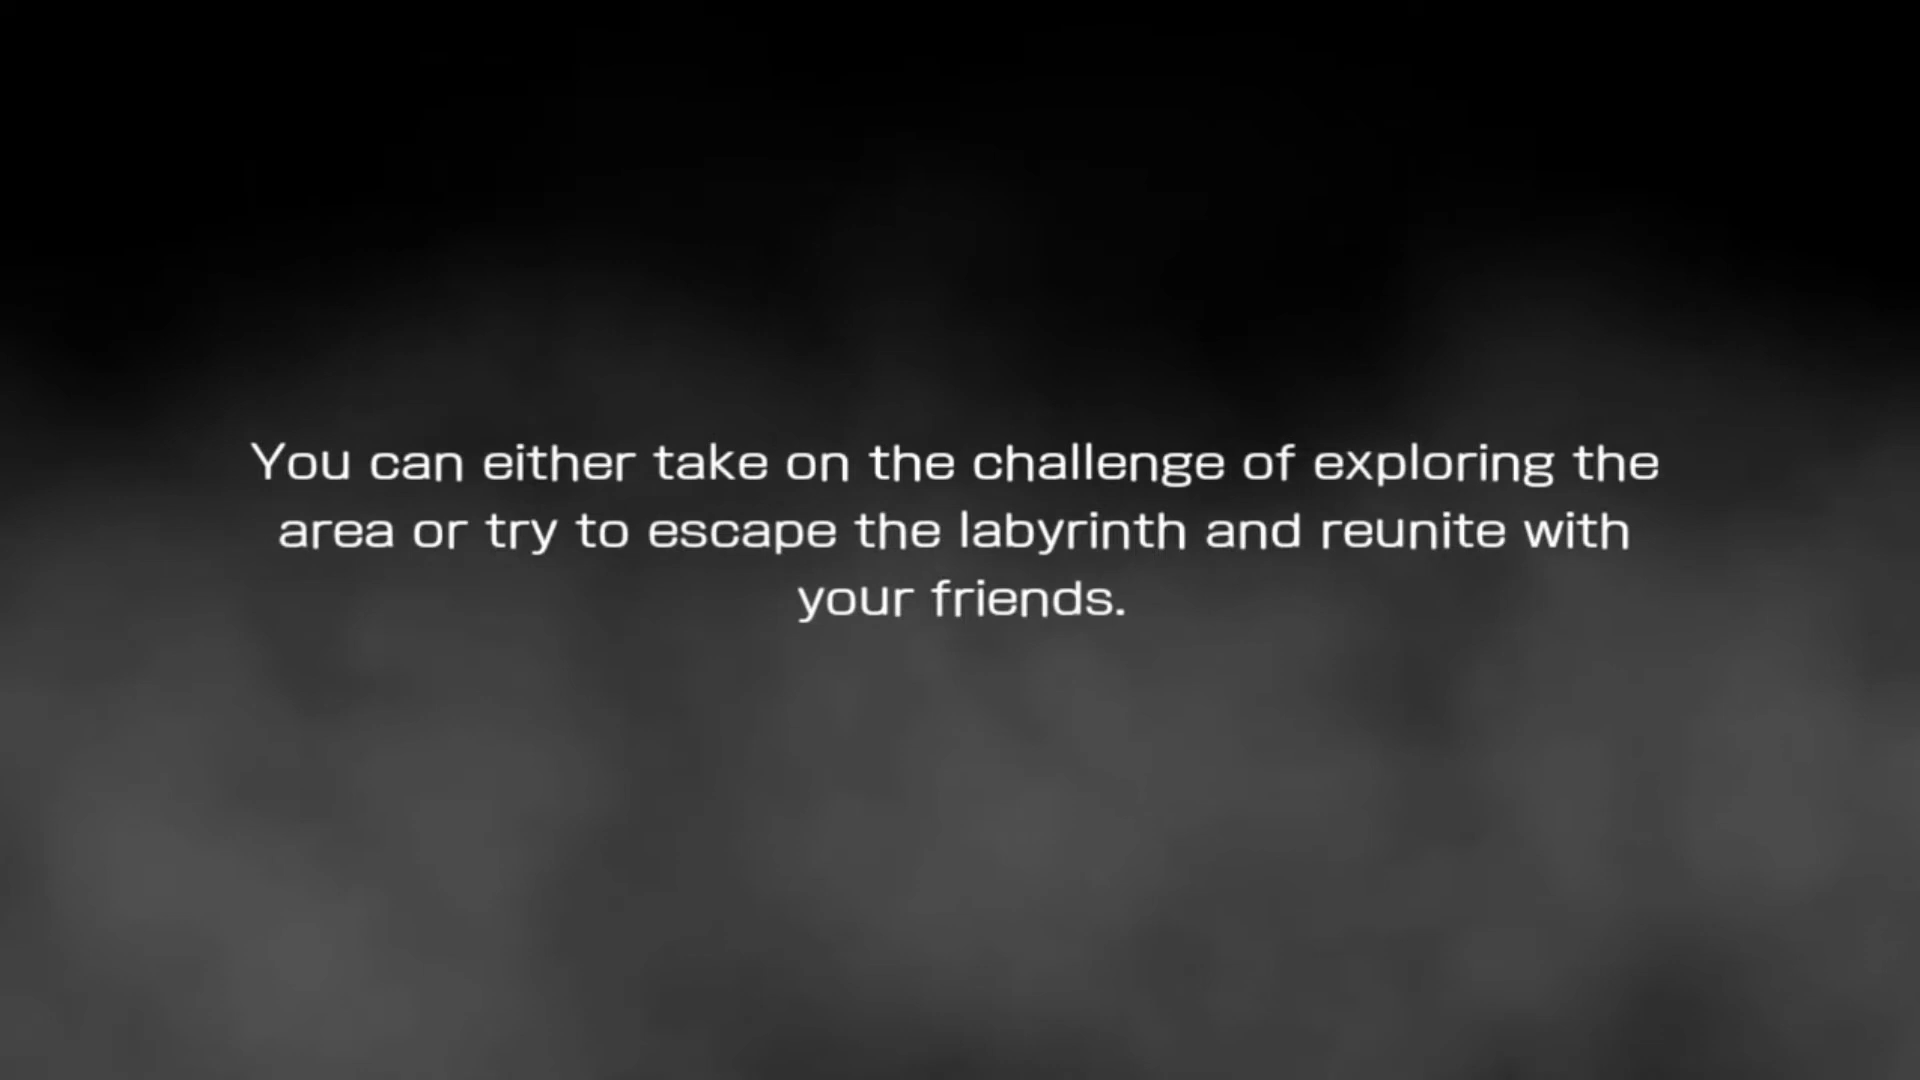 You can either take on the challenge of exploring the
area or try to escape the labyrinth and reunite with
your friends.